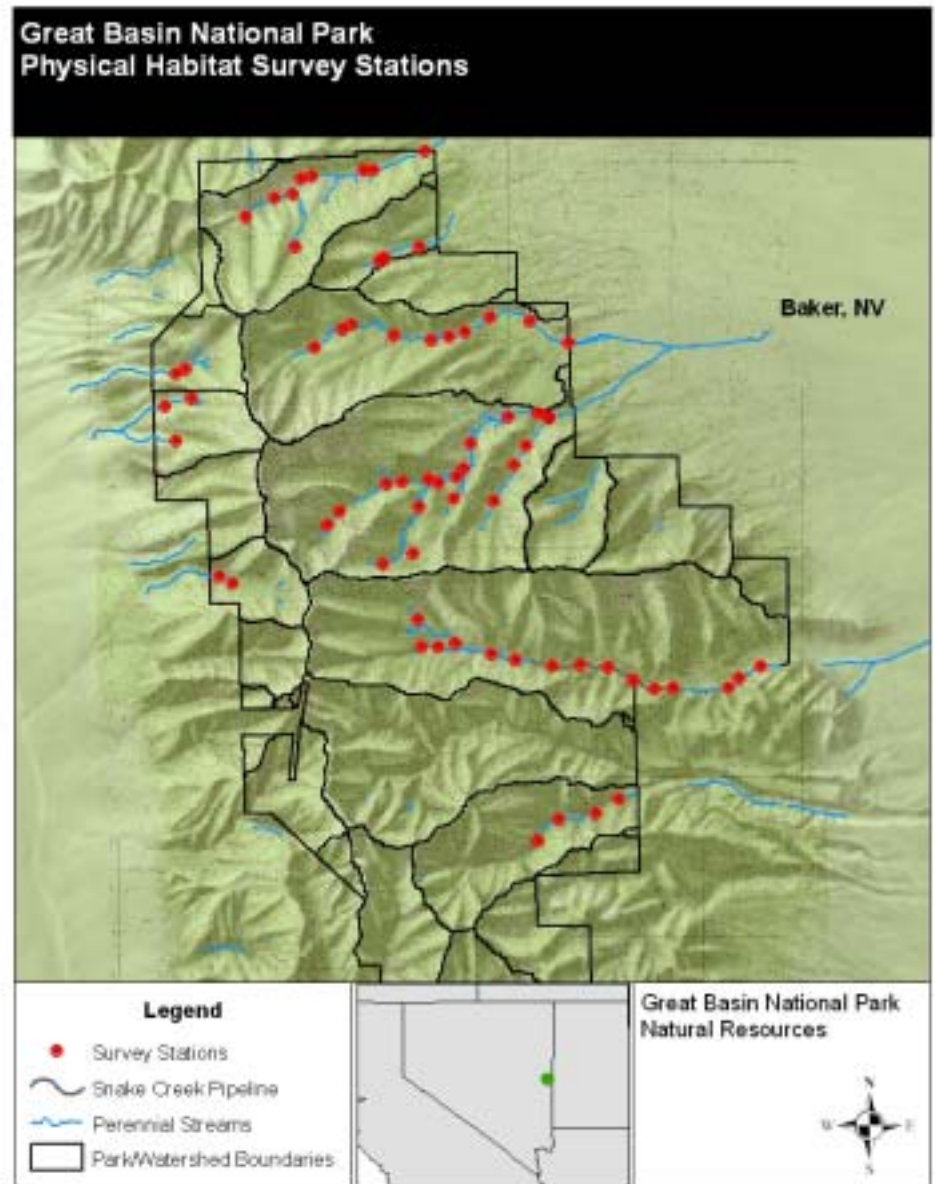 Great Basin National Park
Physical Habitat Survey Stations
Baker, NV
Legend
Survey Stations
Snake Creek Pipeline
Perennial Streams
Park/Watershed Boundaries
Great Basin National Park
Natural Resources
N
W E
S